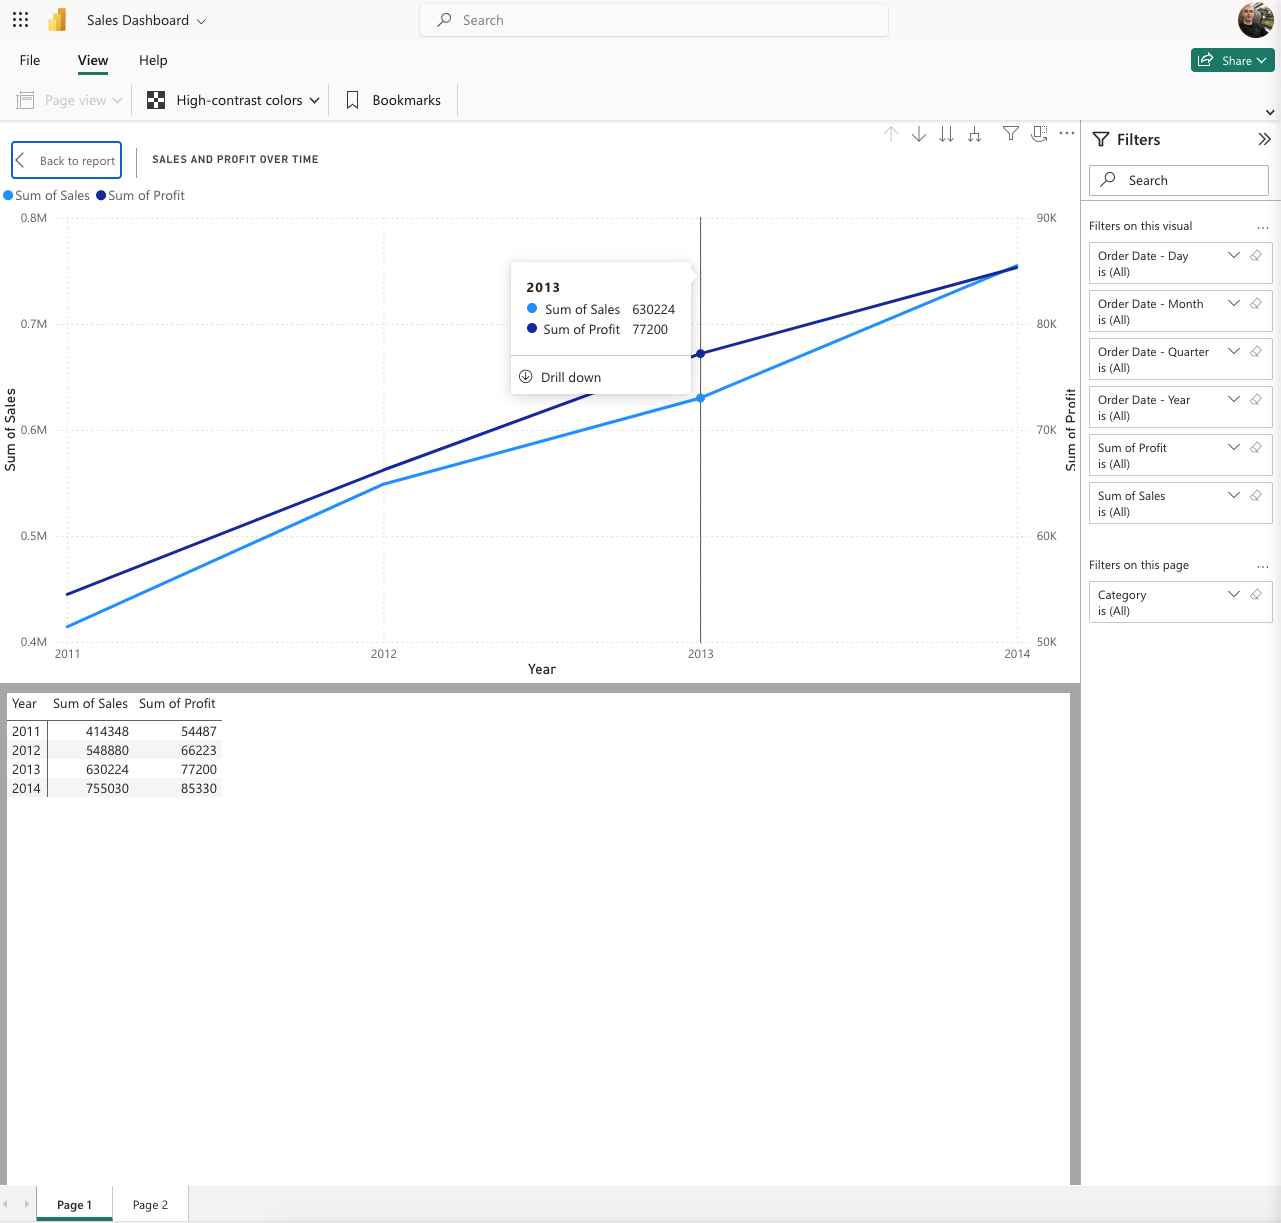 Sales Dashboard
Search
File View Help
Share
Page view High-contrast colors Bookmarks
Back to report SALES AND PROFIT OVER TIME
Sum of Sales Sum of Profit
0.8M
0.7M
0.6M
0.5M
0.4M
Sum of Sales
2013
Sum of Sales 630224
Sum of Profit 77200
Drill down
90K
80K
70K
60K
50K
Sum of Profit
2011 2012 2013 2014
Year
Year Sum of Sales Sum of Profit
2011 414348 54487
2012 548880 66223
2013 630224 77200
2014 755030 85330
Filters
Search
Filters on this visual
...
Order Date - Day
is (All)
Order Date - Month
is (All)
Order Date - Quarter
is (All)
Order Date - Year
is (All)
Sum of Profit
is (All)
Sum of Sales
is (All)
Filters on this page
...
Category
is (All)
Page 1 Page 2